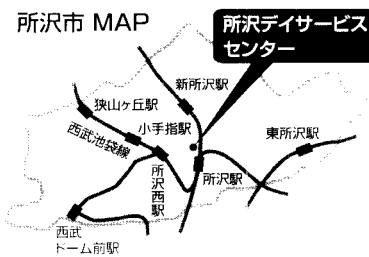 所沢市 MAP
所沢デイサービス
センター
新所沢駅
狭山ヶ丘駅
小手指駅
西武池袋線
東所沢駅
所沢西駅
所沢駅
西武
ドーム前駅